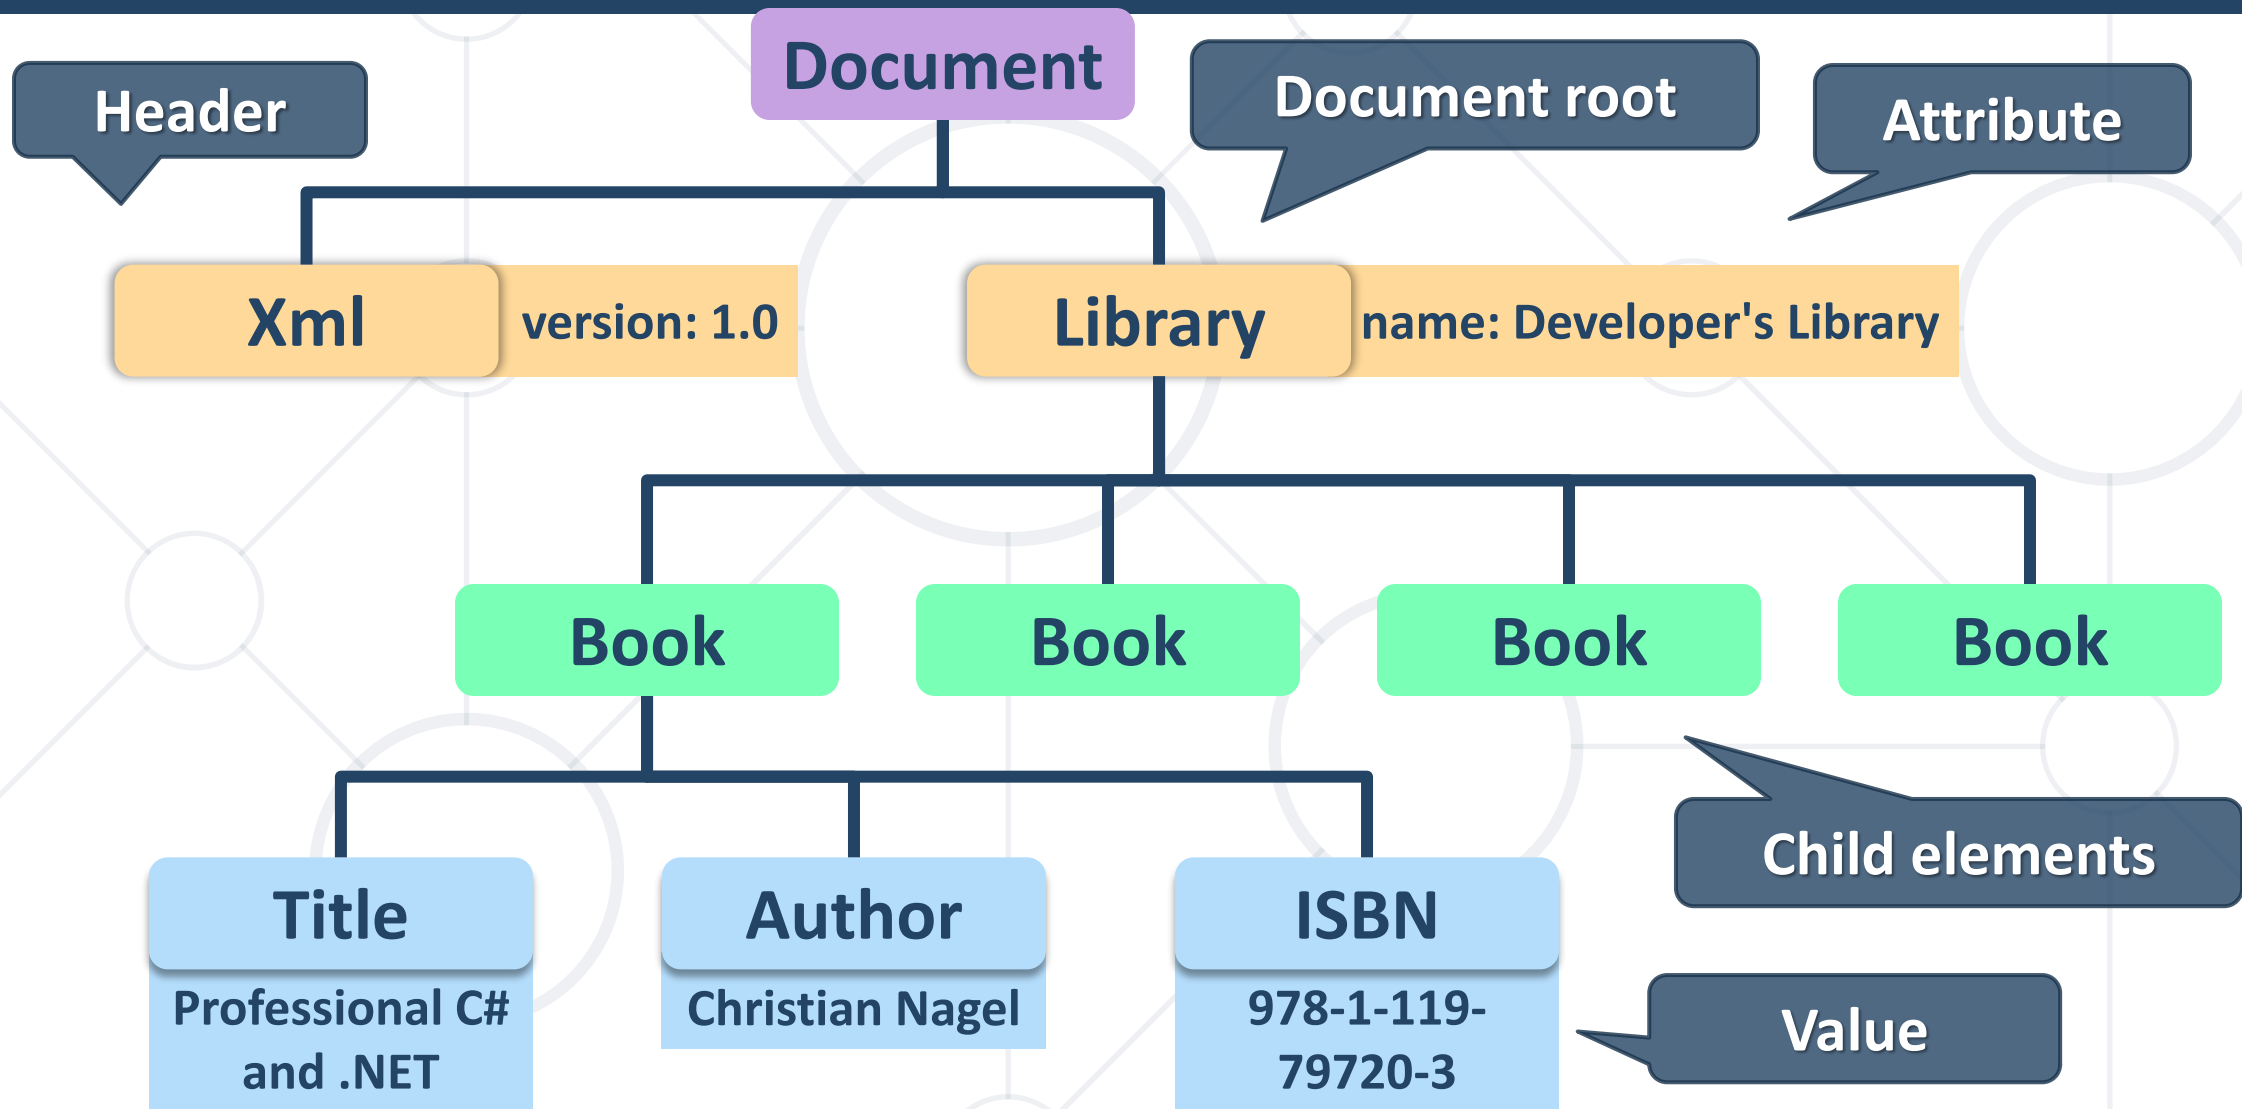 Document
Header
Document root
Attribute
Xml
version: 1.0
Library
name: Developer's Library
Book
Book
Book
Book
Child elements
Title
Author
ISBN
Professional C#
and .NET
Christian Nagel
978-1-119-
79720-3
Value